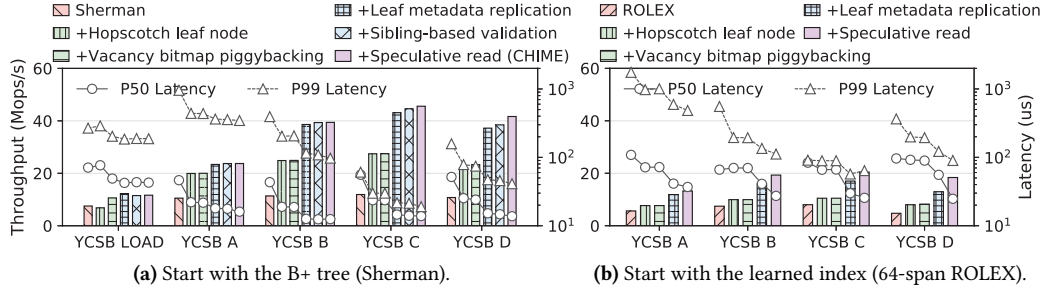 Sherman
+Leaf metadata replication
+Hopscotch leaf node
+Sibling-based validation
+Vacancy bitmap piggybacking
+Speculative read (CHIME)
Throughput (Mops/s)
60
40
20
0
P50 Latency
P99 Latency
10³
10²
10¹
YCSB LOAD
YCSB A
YCSB B
YCSB C
YCSB D
(a) Start with the B+ tree (Sherman).
ROLEX
+Leaf metadata replication
+Hopscotch leaf node
+Speculative read
+Vacancy bitmap piggybacking
60
40
20
0
P50 Latency
P99 Latency
10³
10²
10¹
Latency (us)
YCSB A
YCSB B
YCSB C
YCSB D
(b) Start with the learned index (64-span ROLEX).